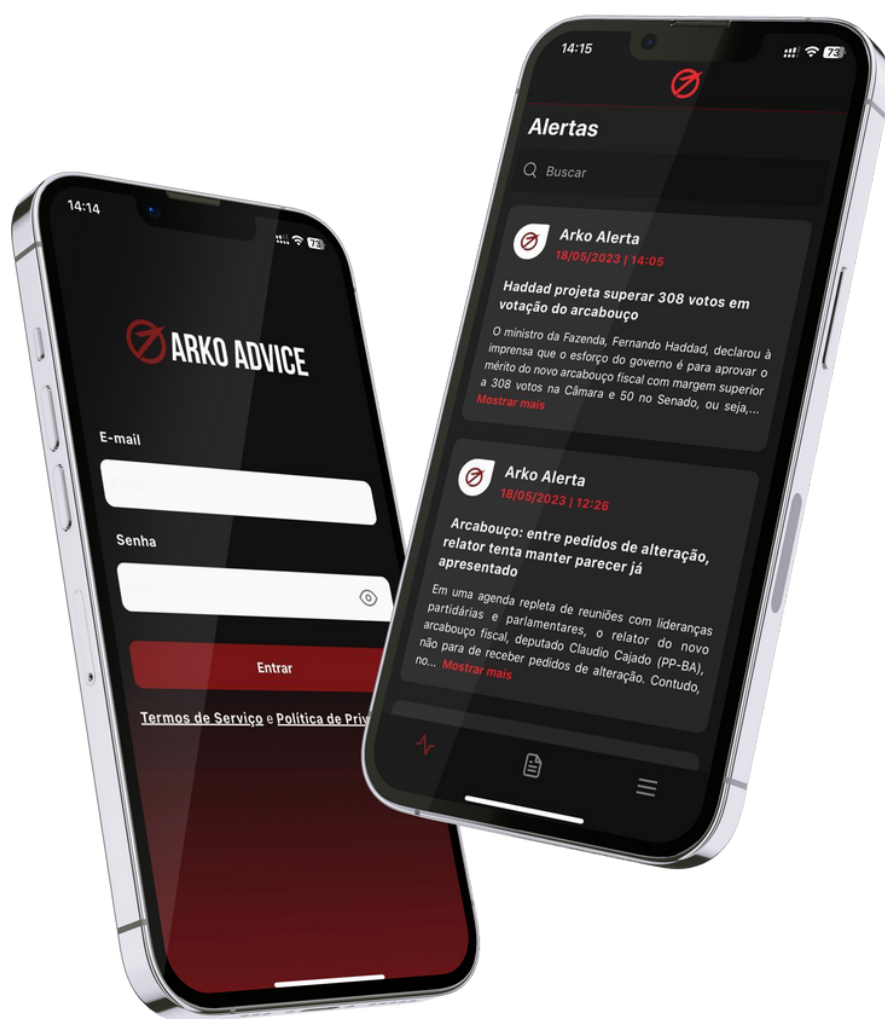 14:14
73
ARKO ADVICE
E-mail
Senha
Entrar
Termos de Serviço e Política de Priv
14:15
73
Alertas
Buscar
Arko Alerta
18/05/2023 | 14:05
Haddad projeta superar 308 votos em
votação do arcabouço
O ministro da Fazenda, Fernando Haddad, declarou à
imprensa que o esforço do governo é para aprovar o
mérito do novo arcabouço fiscal com margem superior
a 308 votos na Câmara e 50 no Senado, ou seja,...
Mostrar mais
Arko Alerta
18/05/2023 | 12:26
Arcabouço: entre pedidos de alteração,
relator tenta manter parecer já
apresentado
Em uma agenda repleta de reuniões com lideranças
partidárias e parlamentares, o relator do novo
arcabouço fiscal, deputado Claudio Cajado (PP-BA),
não para de receber pedidos de alteração. Contudo,
no... Mostrar mais